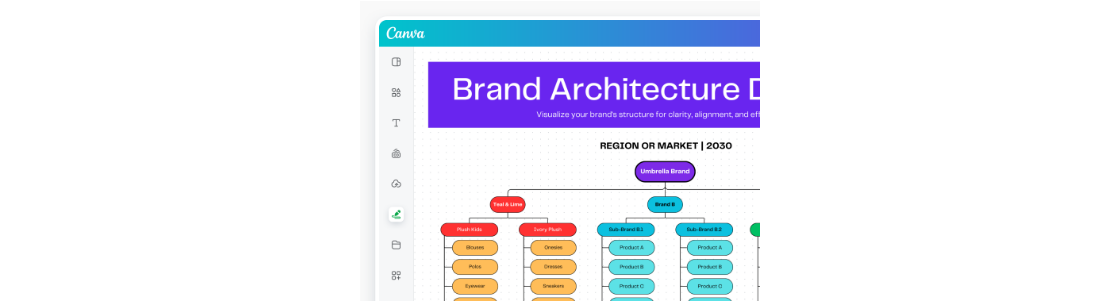 Canva
Brand Architecture D
Visualize your brand's structure for clarity, alignment, and eff
REGION OR MARKET | 2030
Umbrella Brand
Teal & Lime
Brand B
Plush Kids
Ivory Plush
Sub-Brand B.1
Sub-Brand B.2
Blouses
Onesies
Product A
Product A
Polos
Dresses
Product B
Product B
Eyewear
Sneakers
Product C
Product D